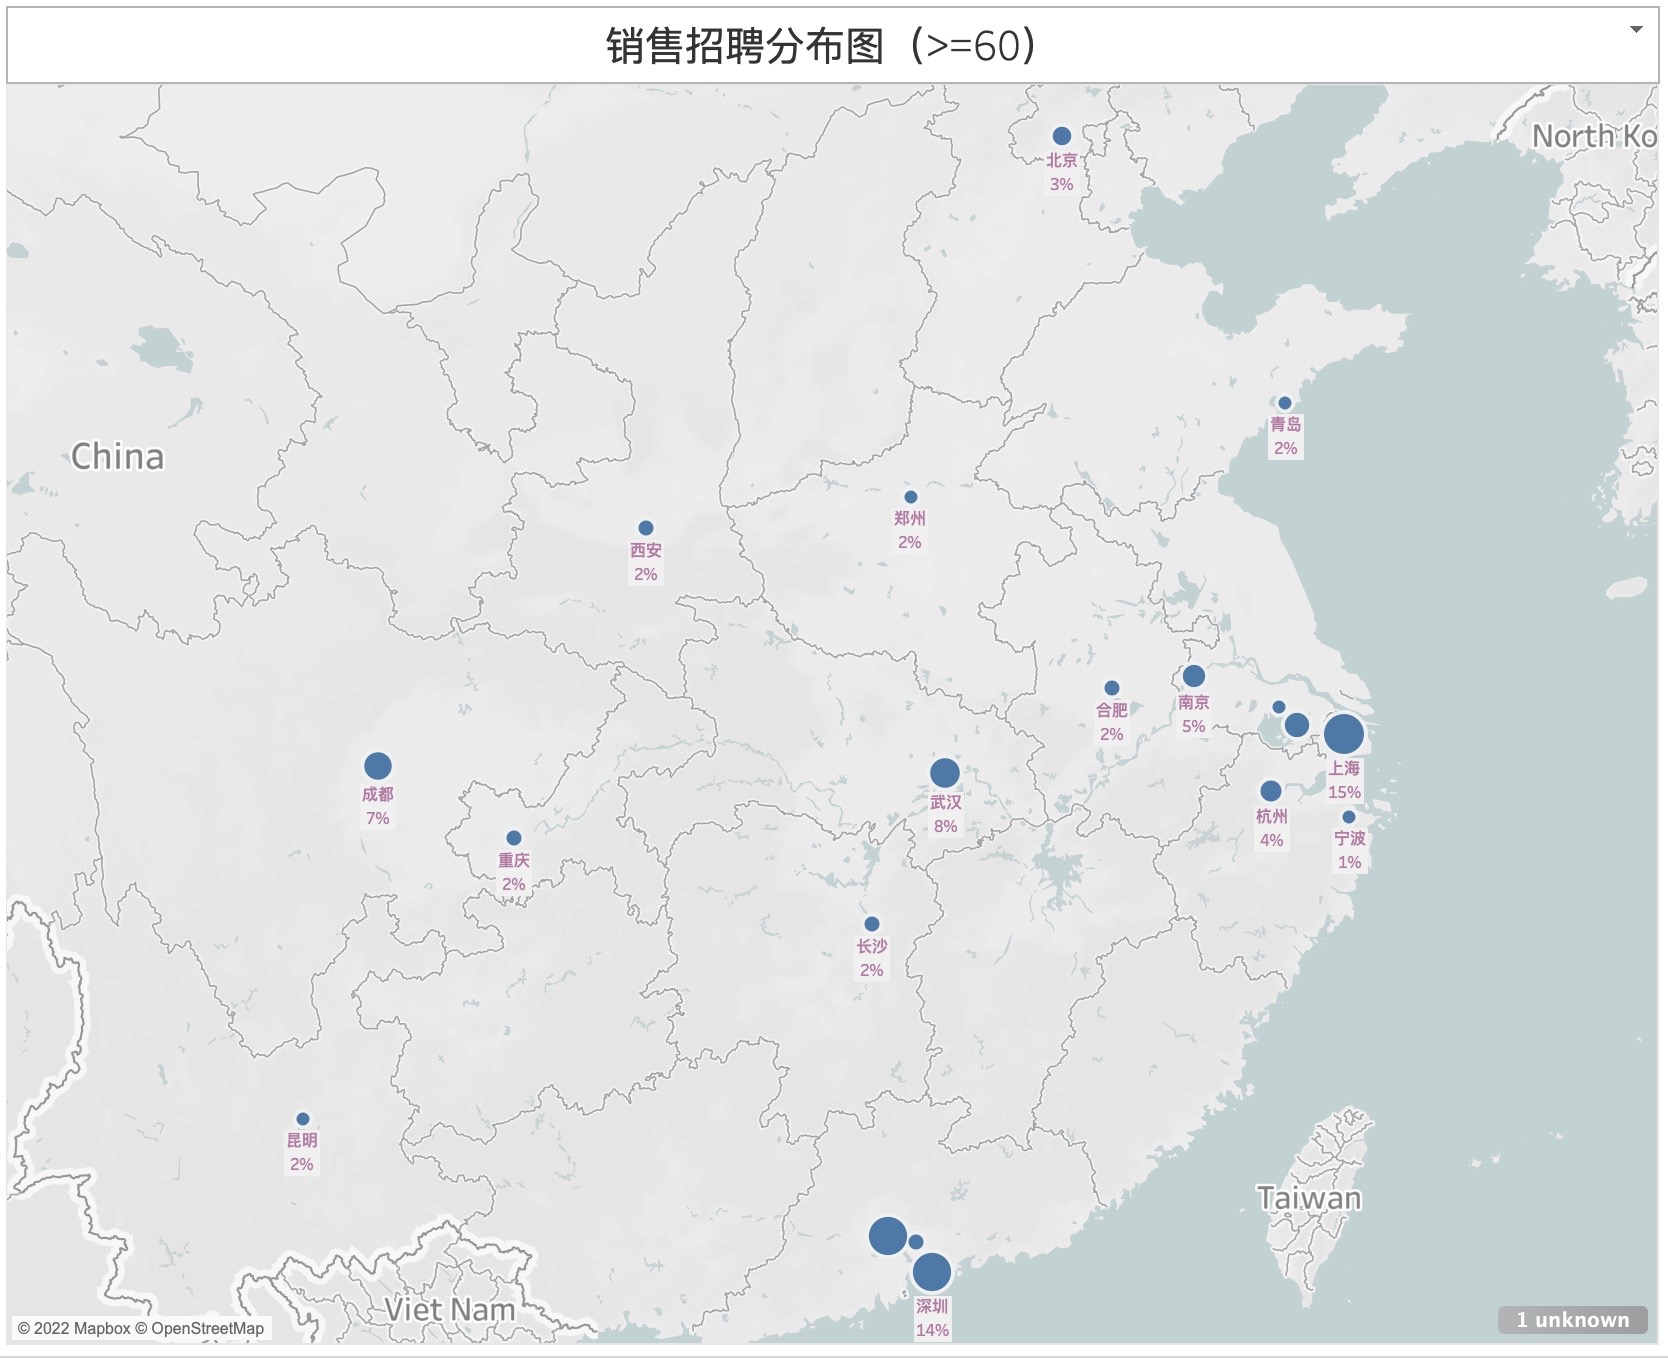 销售招聘分布图（>=60）
North Ko
北京
3%
China
青岛
2%
郑州
2%
西安
2%
合肥
2%
南京
5%
上海
15%
成都
7%
武汉
8%
杭州
4%
宁波
1%
重庆
2%
长沙
2%
昆明
2%
Taiwan
Viet Nam
深圳
14%
© 2022 Mapbox © OpenStreetMap
1 unknown